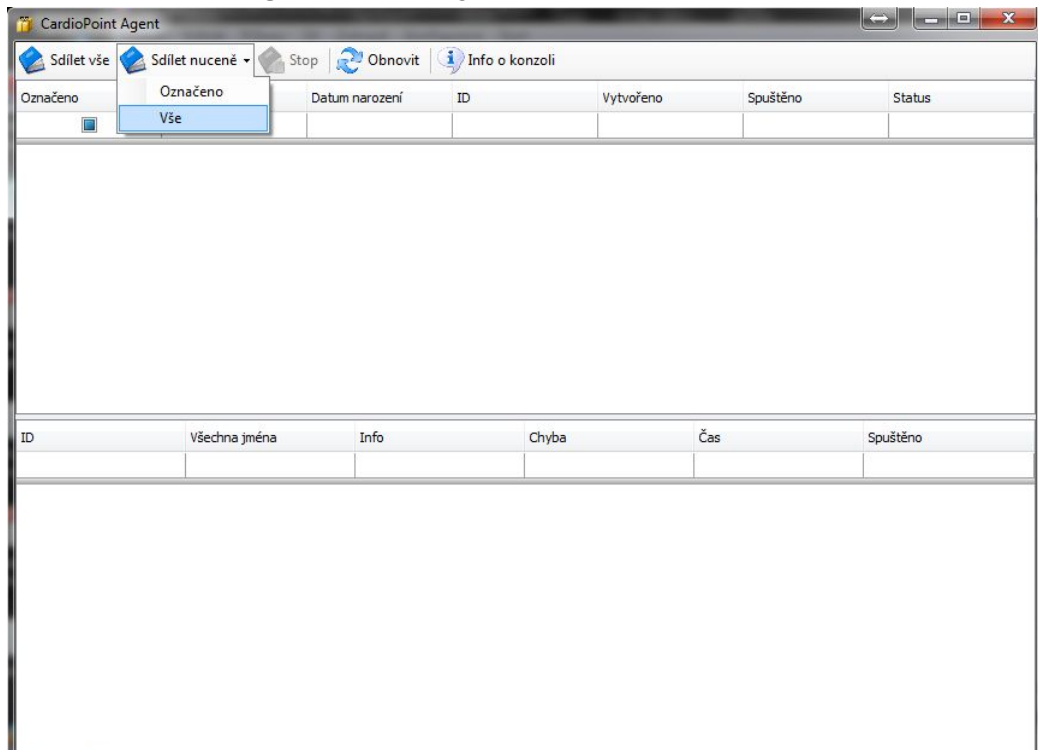 CardioPoint Agent
Sdílet vše Sdílet nuceně Stop Obnovit Info o konzoli
Označeno
Vše
Označeno Datum narození ID Vytvořeno Spuštěno Status
ID Všechna jména Info Chyba Čas Spuštěno